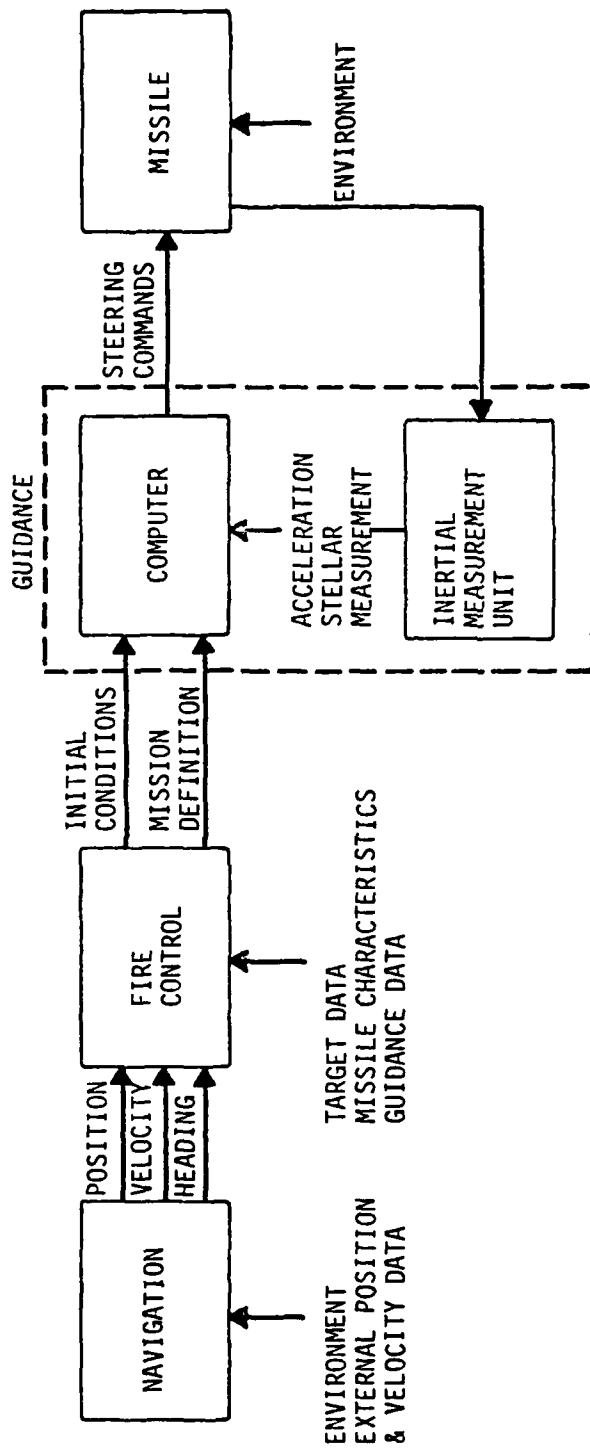 NAVIGATION
ENVIRONMENT
EXTERNAL POSITION
& VELOCITY DATA
POSITION
VELOCITY
HEADING
FIRE
CONTROL
TARGET DATA
MISSILE CHARACTERISTICS
GUIDANCE DATA
INITIAL
CONDITIONS
MISSION
DEFINITION
GUIDANCE
COMPUTER
ACCELERATION
STELLAR
MEASUREMENT
INERTIAL
MEASUREMENT
UNIT
STEERING
COMMANDS
MISSILE
ENVIRONMENT